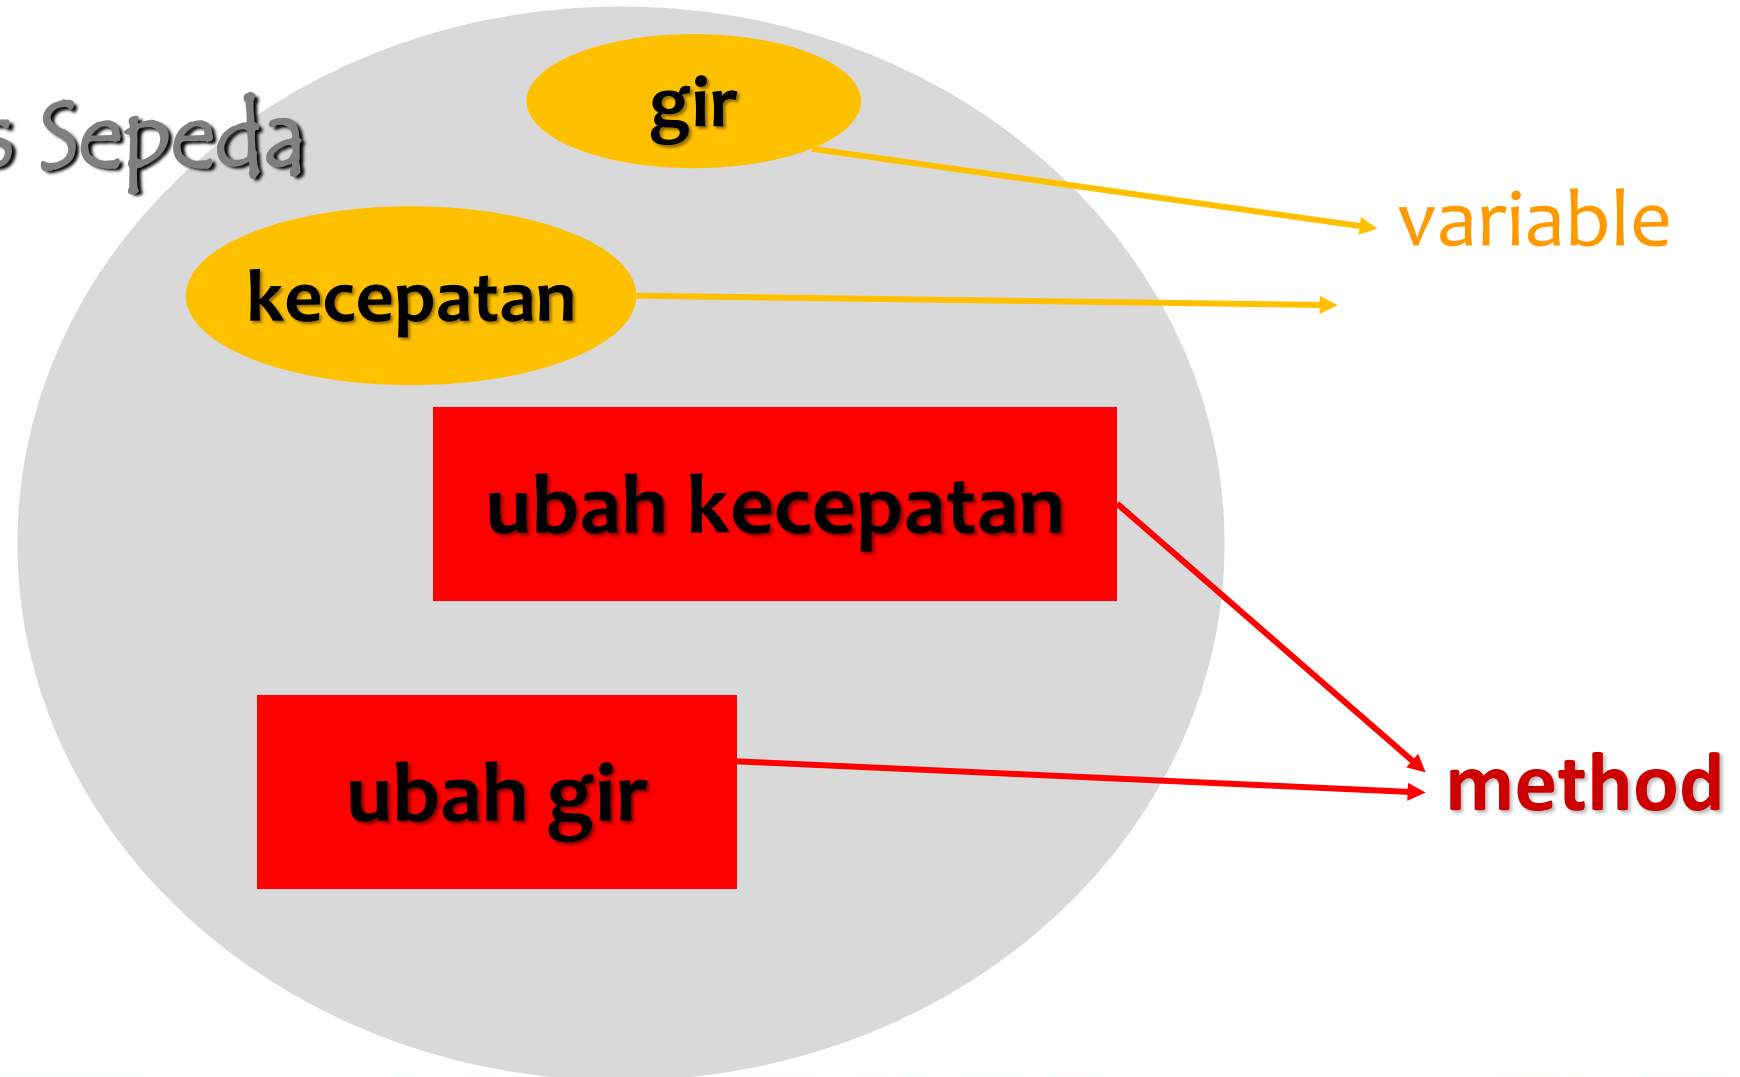 gir
s Sepeda
variable
kecepatan
ubah kecepatan
ubah gir
method